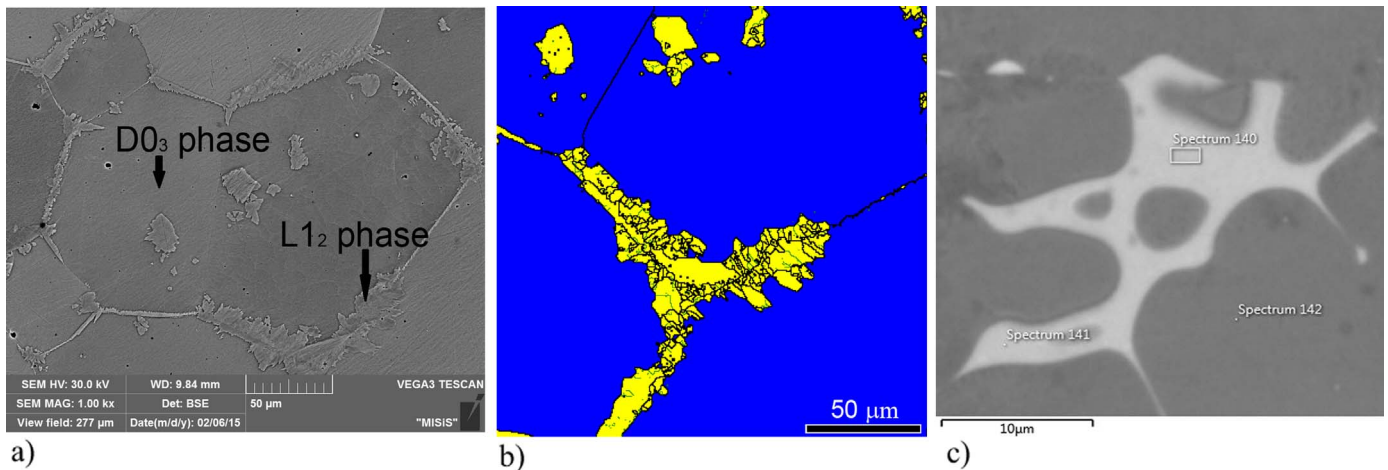 D0₃ phase
L1₂ phase
SEM HV: 30.0 kV WD: 9.84 mm VEGA3 TESCAN
SEM MAG: 1.00 kx Det: BSE 50 µm
View field: 277 µm Date(m/d/y): 02/06/15 "MISiS"
a)
50 µm
b)
Spectrum 140
Spectrum 142
Spectrum 141
10µm
c)